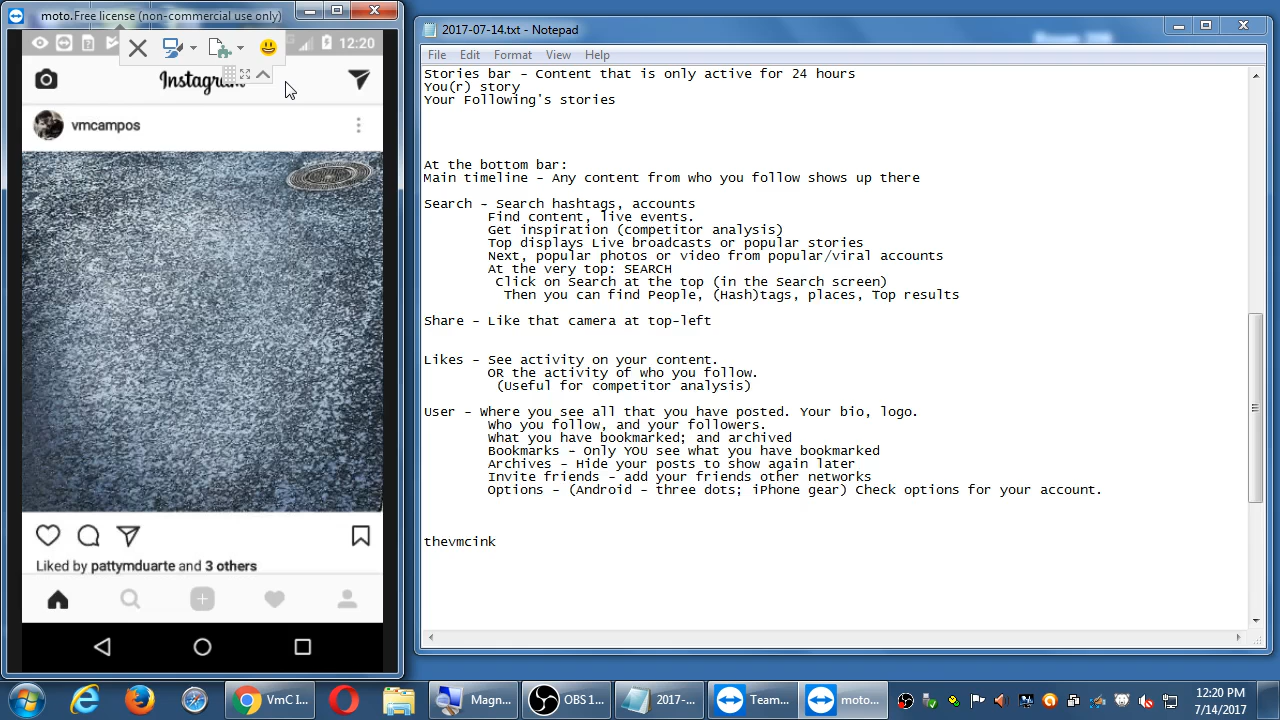 moto.Free license (non-commercial use only)
12:20
Instagram
vmcampos
Liked by pattymduarte and 3 others
2017-07-14.txt - Notepad
File Edit Format View Help
Stories bar - Content that is only active for 24 hours
You(r) story
Your Following's stories
At the bottom bar:
Main timeline - Any content from who you follow shows up there
Search - Search hashtags, accounts
Find content, live events.
Get inspiration (competitor analysis)
Top displays Live broadcasts or popular stories
Next, popular photos or video from popular/viral accounts
At the very top: SEARCH
Click on Search at the top (in the Search screen)
Then you can find People, (Hash)tags, places, Top results
Share - Like that camera at top-left
Likes - See activity on your content.
OR the activity of who you follow.
(Useful for competitor analysis)
User - Where you see all that you have posted. Your bio, logo.
Who you follow, and your followers.
What you have bookmarked; and archived
Bookmarks - Only YOU see what you have bookmarked
Archives - Hide your posts to show again later
Invite friends - add your friends other networks
Options - (Android - three dots; iPhone gear) Check options for your account.
thevmcink
VmC I...
Magn...
OBS 1...
2017-...
Team...
moto...
12:20 PM
7/14/2017